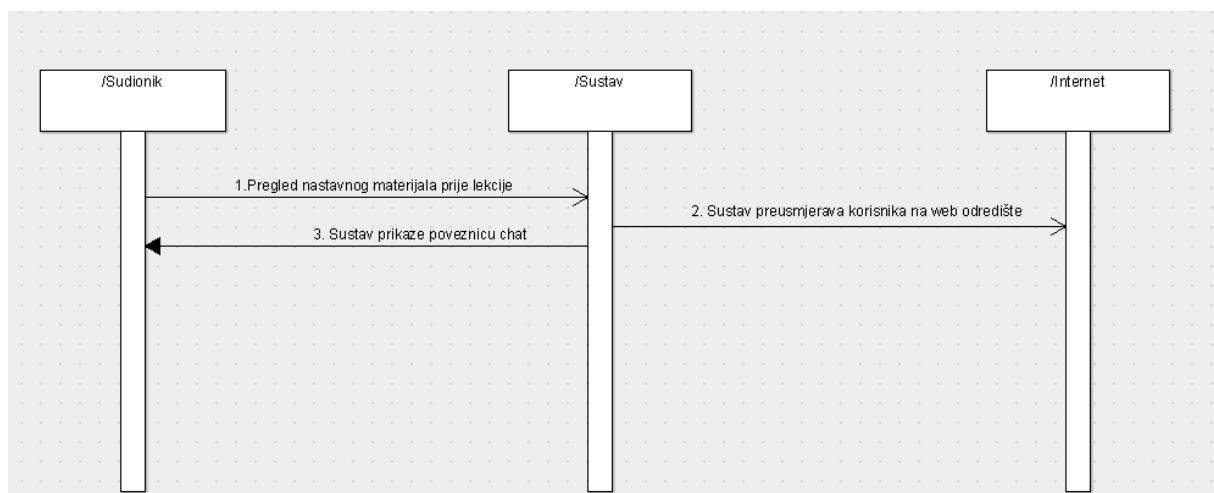 /Sudionik
/Sustav
/Internet
1.Pregled nastavnog materijala prije lekcije
2. Sustav preusmjerava korisnika na web odredište
3. Sustav prikaze poveznicu chat